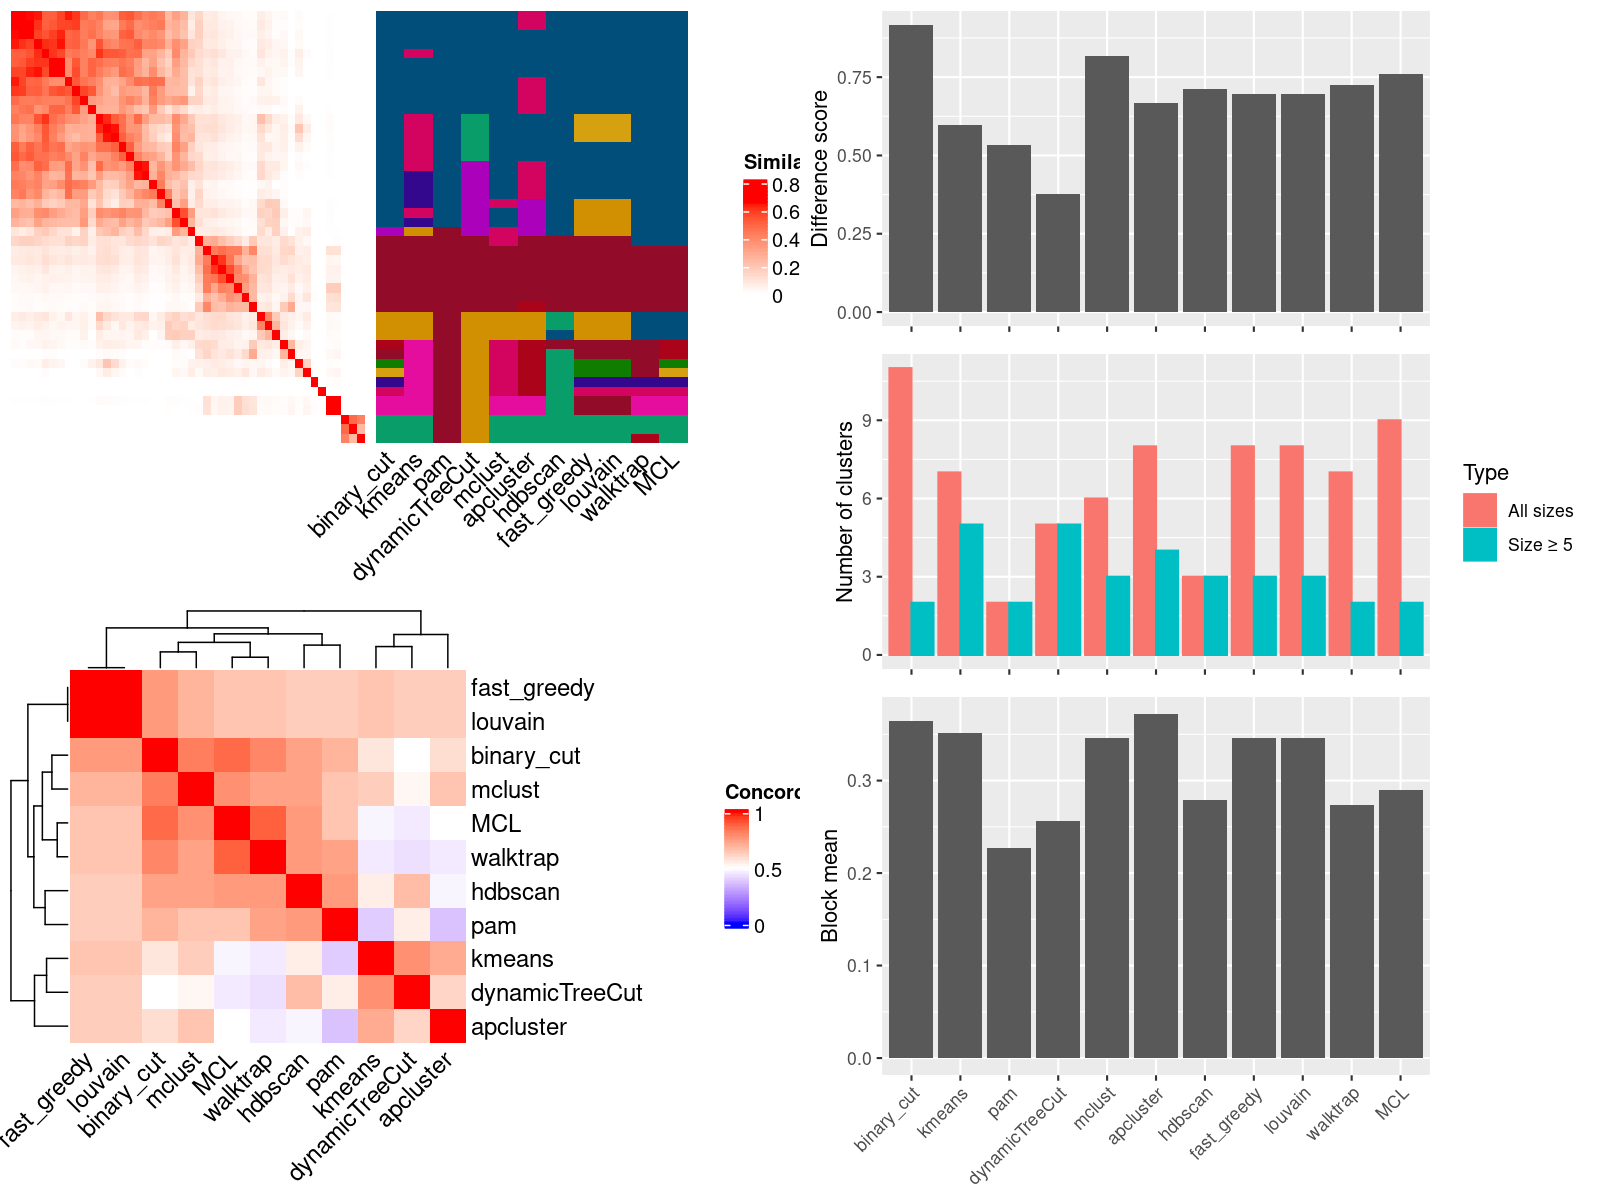 Simila
0.8
0.6
0.4
0.2
0
binary_cut
kmeans
pam
dynamicTreeCut
mclust
apcluster
hdbscan
fast_greedy
louvain
walktrap
MCL
fast_greedy
louvain
binary_cut
mclust
MCL
walktrap
hdbscan
pam
kmeans
dynamicTreeCut
apcluster
Concord
1
0.5
0
fast_greedy
louvain
binary_cut
mclust
MCL
walktrap
hdbscan
pam
kmeans
dynamicTreeCut
apcluster
Difference score
0.75
0.50
0.25
0.00
Number of clusters
9
6
3
0
Type
All sizes
Size ≥ 5
Block mean
0.3
0.2
0.1
0.0
binary_cut
kmeans
pam
dynamicTreeCut
mclust
apcluster
hdbscan
fast_greedy
louvain
walktrap
MCL